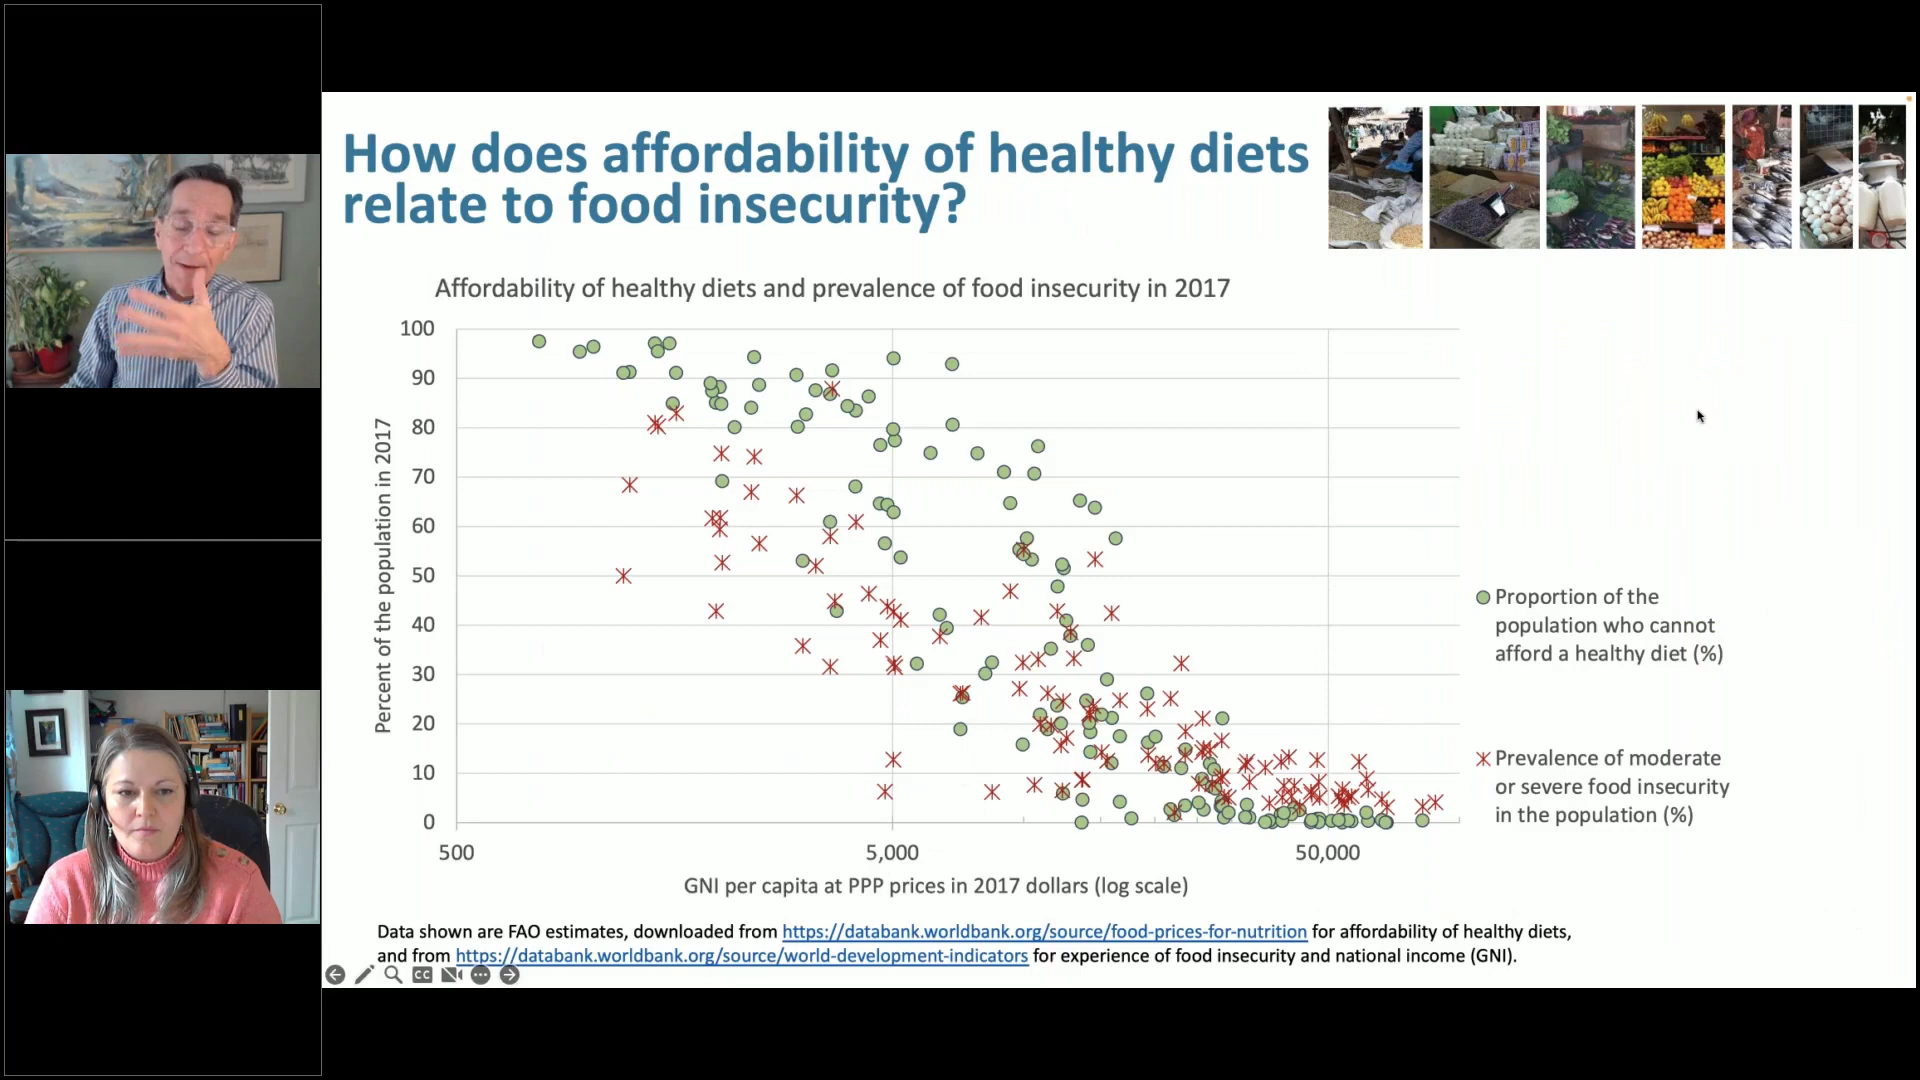 How does affordability of healthy diets
relate to food insecurity?
Affordability of healthy diets and prevalence of food insecurity in 2017
Percent of the population in 2017
100
90
80
70
60
50
40
30
20
10
0
500
5,000
50,000
GNI per capita at PPP prices in 2017 dollars (log scale)
Proportion of the
population who cannot
afford a healthy diet (%)
Prevalence of moderate
or severe food insecurity
in the population (%)
Data shown are FAO estimates, downloaded from https://databank.worldbank.org/source/food-prices-for-nutrition for affordability of healthy diets,
and from https://databank.worldbank.org/source/world-development-indicators for experience of food insecurity and national income (GNI).
CC